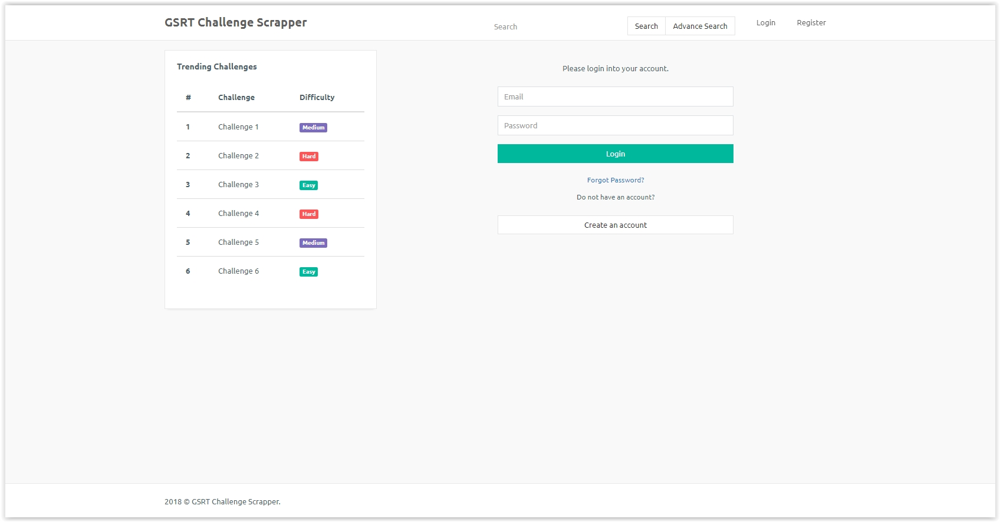 GSRT Challenge Scrapper
Search
Search
Advance Search
Login
Register
Trending Challenges
# Challenge Difficulty
1 Challenge 1 Medium
2 Challenge 2 Hard
3 Challenge 3 Easy
4 Challenge 4 Hard
5 Challenge 5 Medium
6 Challenge 6 Easy
Please login into your account.
Email
Password
Login
Forgot Password?
Do not have an account?
Create an account
2018 © GSRT Challenge Scrapper.